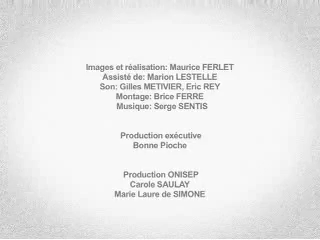 Images et réalisation: Maurice FERLET
Assisté de: Marion LESTELLE
Son: Gilles METIVIER, Eric REY
Montage: Brice FERRE
Musique: Serge SENTIS
Production exécutive
Bonne Pioche
Production ONISEP
Carole SAULAY
Marie Laure de SIMONE